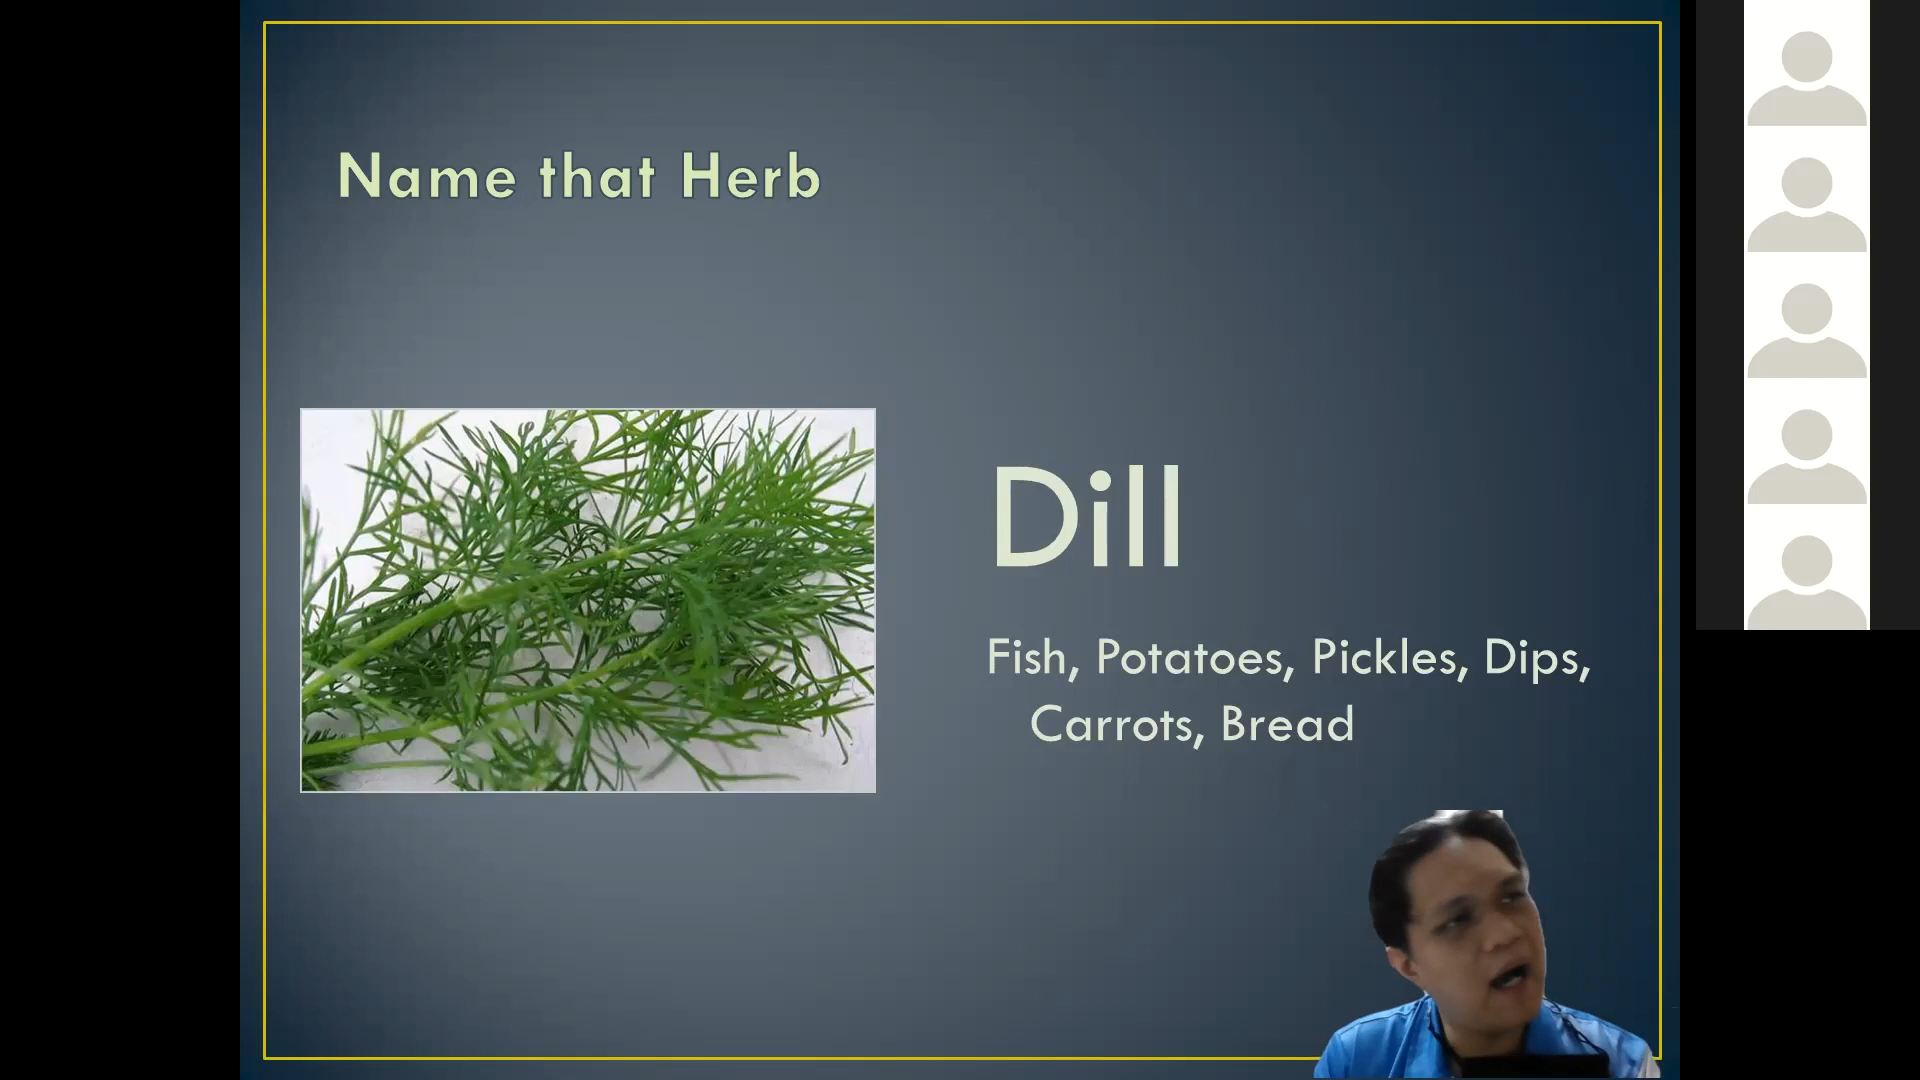 Name that Herb
Dill
Fish, Potatoes, Pickles, Dips,
Carrots, Bread